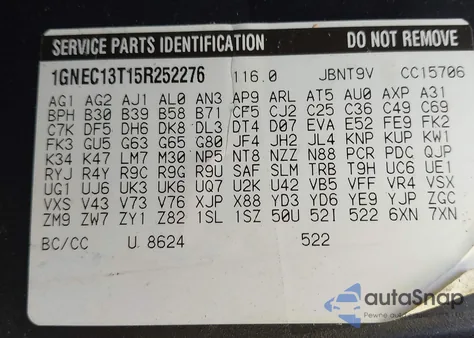 SERVICE PARTS IDENTIFICATION DO NOT REMOVE
1GNEC13T15R252276 116.0 JBNT9V CC15706
AG1 AG2 AJ1 AL0 AN3 AP9 ARL AT5 AU0 AXP A31
BPH B30 B39 B58 B71 CF5 CJ2 C25 C36 C49 C69
C7K DF5 DH6 DK8 DL3 DT4 D07 EVA E52 FE9 FK2
FK3 GU5 G63 G65 G80 JF4 JH2 JL4 KNP KUP KW1
K34 K47 LM7 M30 NP5 NT8 NZZ N88 PCR PDC QJP
RYJ R4Y R9C R9G R9U SAF SLM TRB T9H UC6 UE1
UG1 UJ6 UK3 UK6 UQ7 U2K U42 VB5 VFF VR4 VSX
VXS V43 V73 V76 XJP X88 YD3 YD6 YE9 YJP ZGC
ZM9 ZW7 ZY1 Z82 1SL 1SZ 50U 52I 522 6XN 7XN
BC/CC U 8624 522
autaSnap
Pewne auto